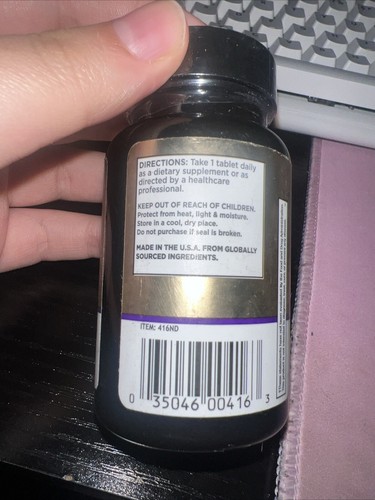 DIRECTIONS: Take 1 tablet daily
as a dietary supplement or as
directed by a healthcare
professional.
KEEP OUT OF REACH OF CHILDREN.
Protect from heat, light & moisture.
Store in a cool, dry place.
Do not purchase if seal is broken.
MADE IN THE U.S.A. FROM GLOBALLY
SOURCED INGREDIENTS.
ITEM: 416ND
0 35046 00416 3